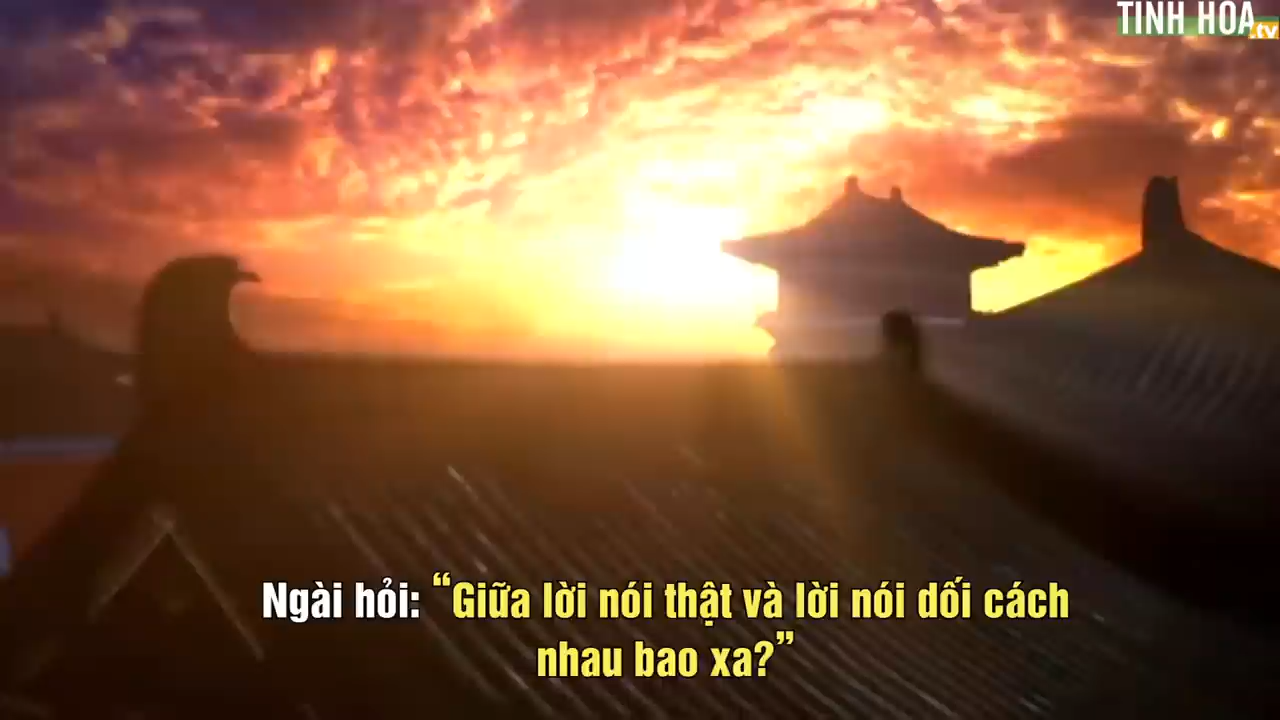 TINH HOA
.tv
Ngài hỏi: “Giữa lời nói thật và lời nói dối cách
nhau bao xa?”